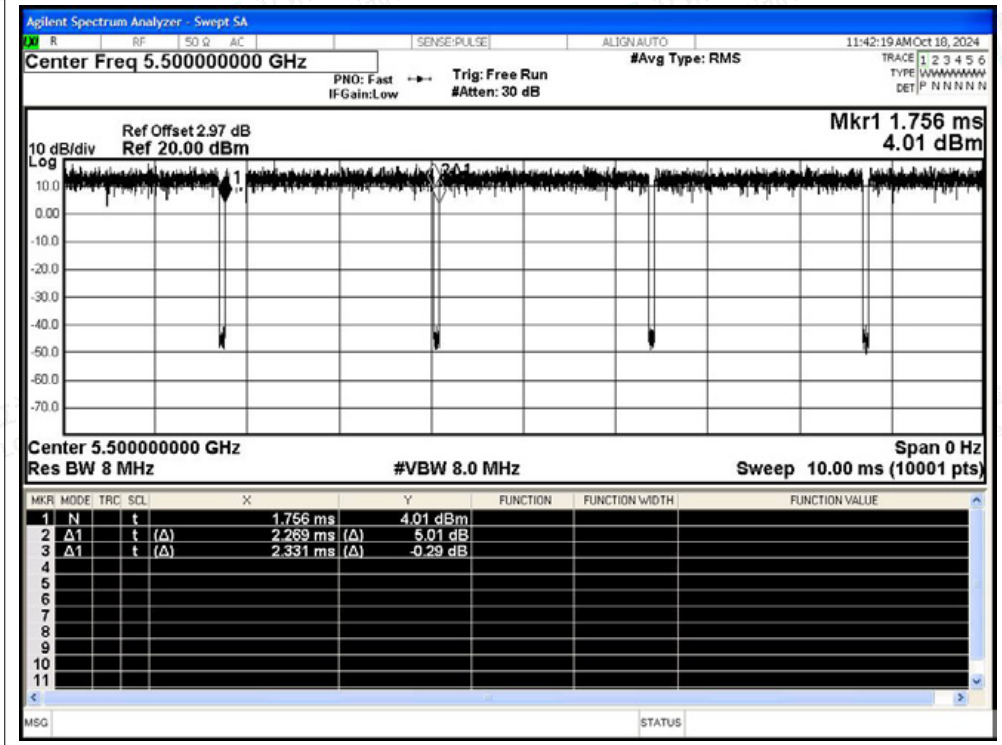 Agilent Spectrum Analyzer - Swept SA
R RF 50 Ω AC SENSE:PULSE ALIGN AUTO 11:42:19 AM Oct 18, 2024
Center Freq 5.500000000 GHz #Avg Type: RMS TRACE 1 2 3 4 5 6
PNO: Fast Trig: Free Run TYPE WWWWWW
IFGain:Low #Atten: 30 dB DET P N N N N N
Mkr1 1.756 ms
Ref Offset 2.97 dB
10 dB/div Ref 20.00 dBm 4.01 dBm
Log
1
10.0
0.00
-10.0
-20.0
-30.0
-40.0
-50.0
-60.0
-70.0
Center 5.500000000 GHz Span 0 Hz
Res BW 8 MHz #VBW 8.0 MHz Sweep 10.00 ms (10001 pts)
MKR MODE TRC SCL X Y FUNCTION FUNCTION WIDTH FUNCTION VALUE
1 N t 1.756 ms 4.01 dBm
2 Δ1 t (Δ) 2.269 ms (Δ) 5.01 dB
3 Δ1 t (Δ) 2.331 ms (Δ) -0.29 dB
4
5
6
7
8
9
10
11
MSG STATUS